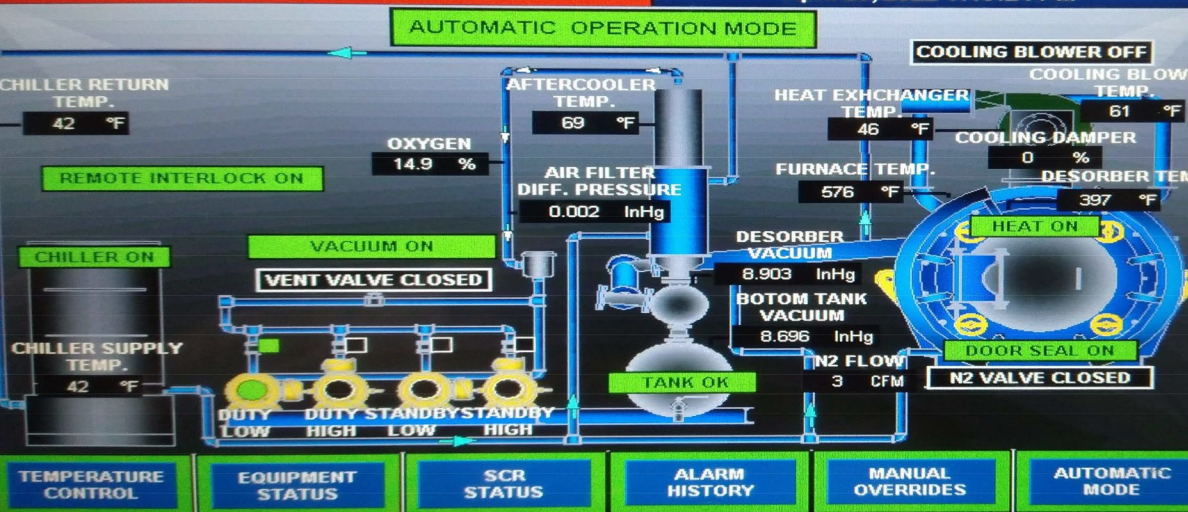 AUTOMATIC OPERATION MODE
COOLING BLOWER OFF
CHILLER RETURN
TEMP.
42 °F
AFTERCOOLER
TEMP.
69 °F
HEAT EXHCHANGER
TEMP.
46 °F
COOLING BLOW
TEMP.
61 °F
OXYGEN
14.9 %
COOLING DAMPER
0 %
REMOTE INTERLOCK ON
AIR FILTER
DIFF. PRESSURE
0.002 InHg
FURNACE TEMP.
576 °F
DESORBER TEM
397 °F
HEAT ON
CHILLER ON
VACUUM ON
VENT VALVE CLOSED
DESORBER
VACUUM
8.903 InHg
BOTOM TANK
VACUUM
8.696 InHg
CHILLER SUPPLY
TEMP.
42 °F
DOOR SEAL ON
N2 FLOW
3 CFM
N2 VALVE CLOSED
TANK OK
DUTY DUTY STANDBY STANDBY
LOW HIGH LOW HIGH
TEMPERATURE
CONTROL
EQUIPMENT
STATUS
SCR
STATUS
ALARM
HISTORY
MANUAL
OVERRIDES
AUTOMATIC
MODE